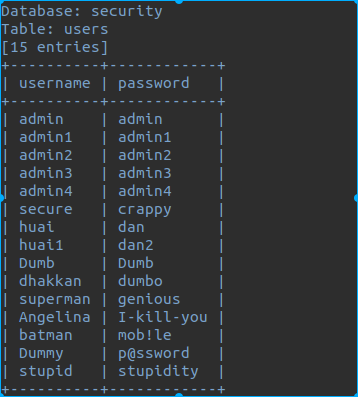 Database: security
Table: users
[15 entries]
+----------+------------+
| username | password   |
+----------+------------+
| admin    | admin      |
| admin1   | admin1     |
| admin2   | admin2     |
| admin3   | admin3     |
| admin4   | admin4     |
| secure   | crappy     |
| huai     | dan        |
| huai1    | dan2       |
| Dumb     | Dumb       |
| dhakkan  | dumbo      |
| superman | genious    |
| Angelina | I-kill-you |
| batman   | mob!le     |
| Dummy    | p@ssword   |
| stupid   | stupidity  |
+----------+------------+